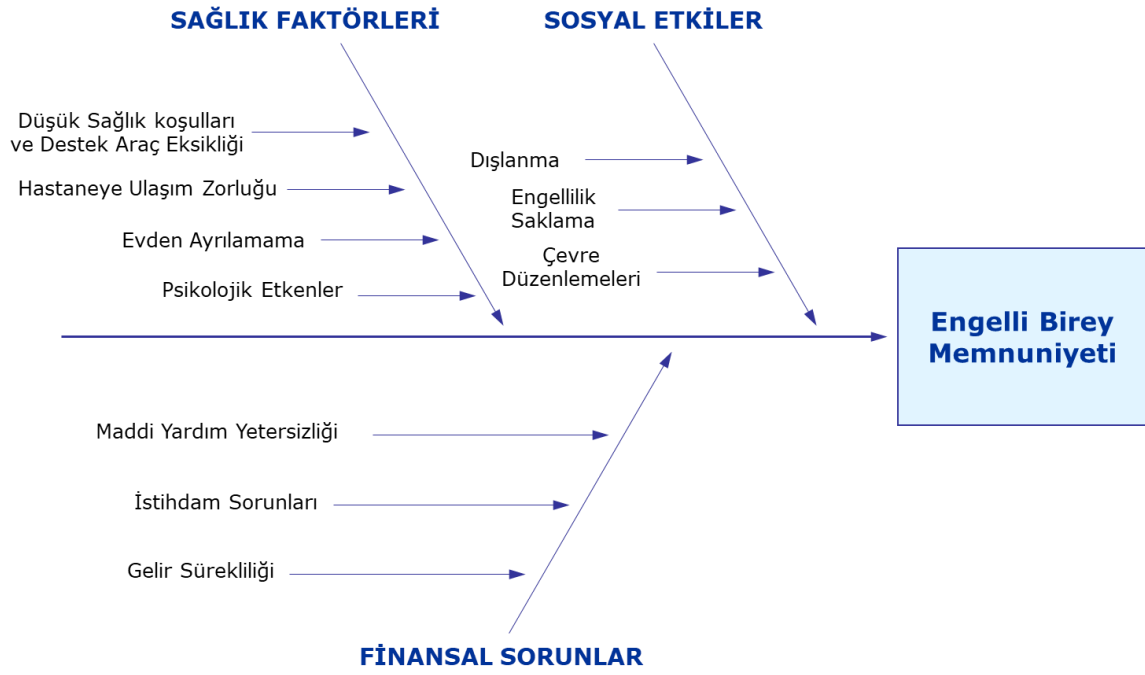 SAĞLIK FAKTÖRLERİ
SOSYAL ETKİLER
Düşük Sağlık koşulları
ve Destek Araç Eksikliği
Hastaneye Ulaşım Zorluğu
Evden Ayrılamama
Psikolojik Etkenler
Dışlanma
Engellilik
Saklama
Çevre
Düzenlemeleri
Engelli Birey
Memnuniyeti
Maddi Yardım Yetersizliği
İstihdam Sorunları
Gelir Sürekliliği
FİNANSAL SORUNLAR